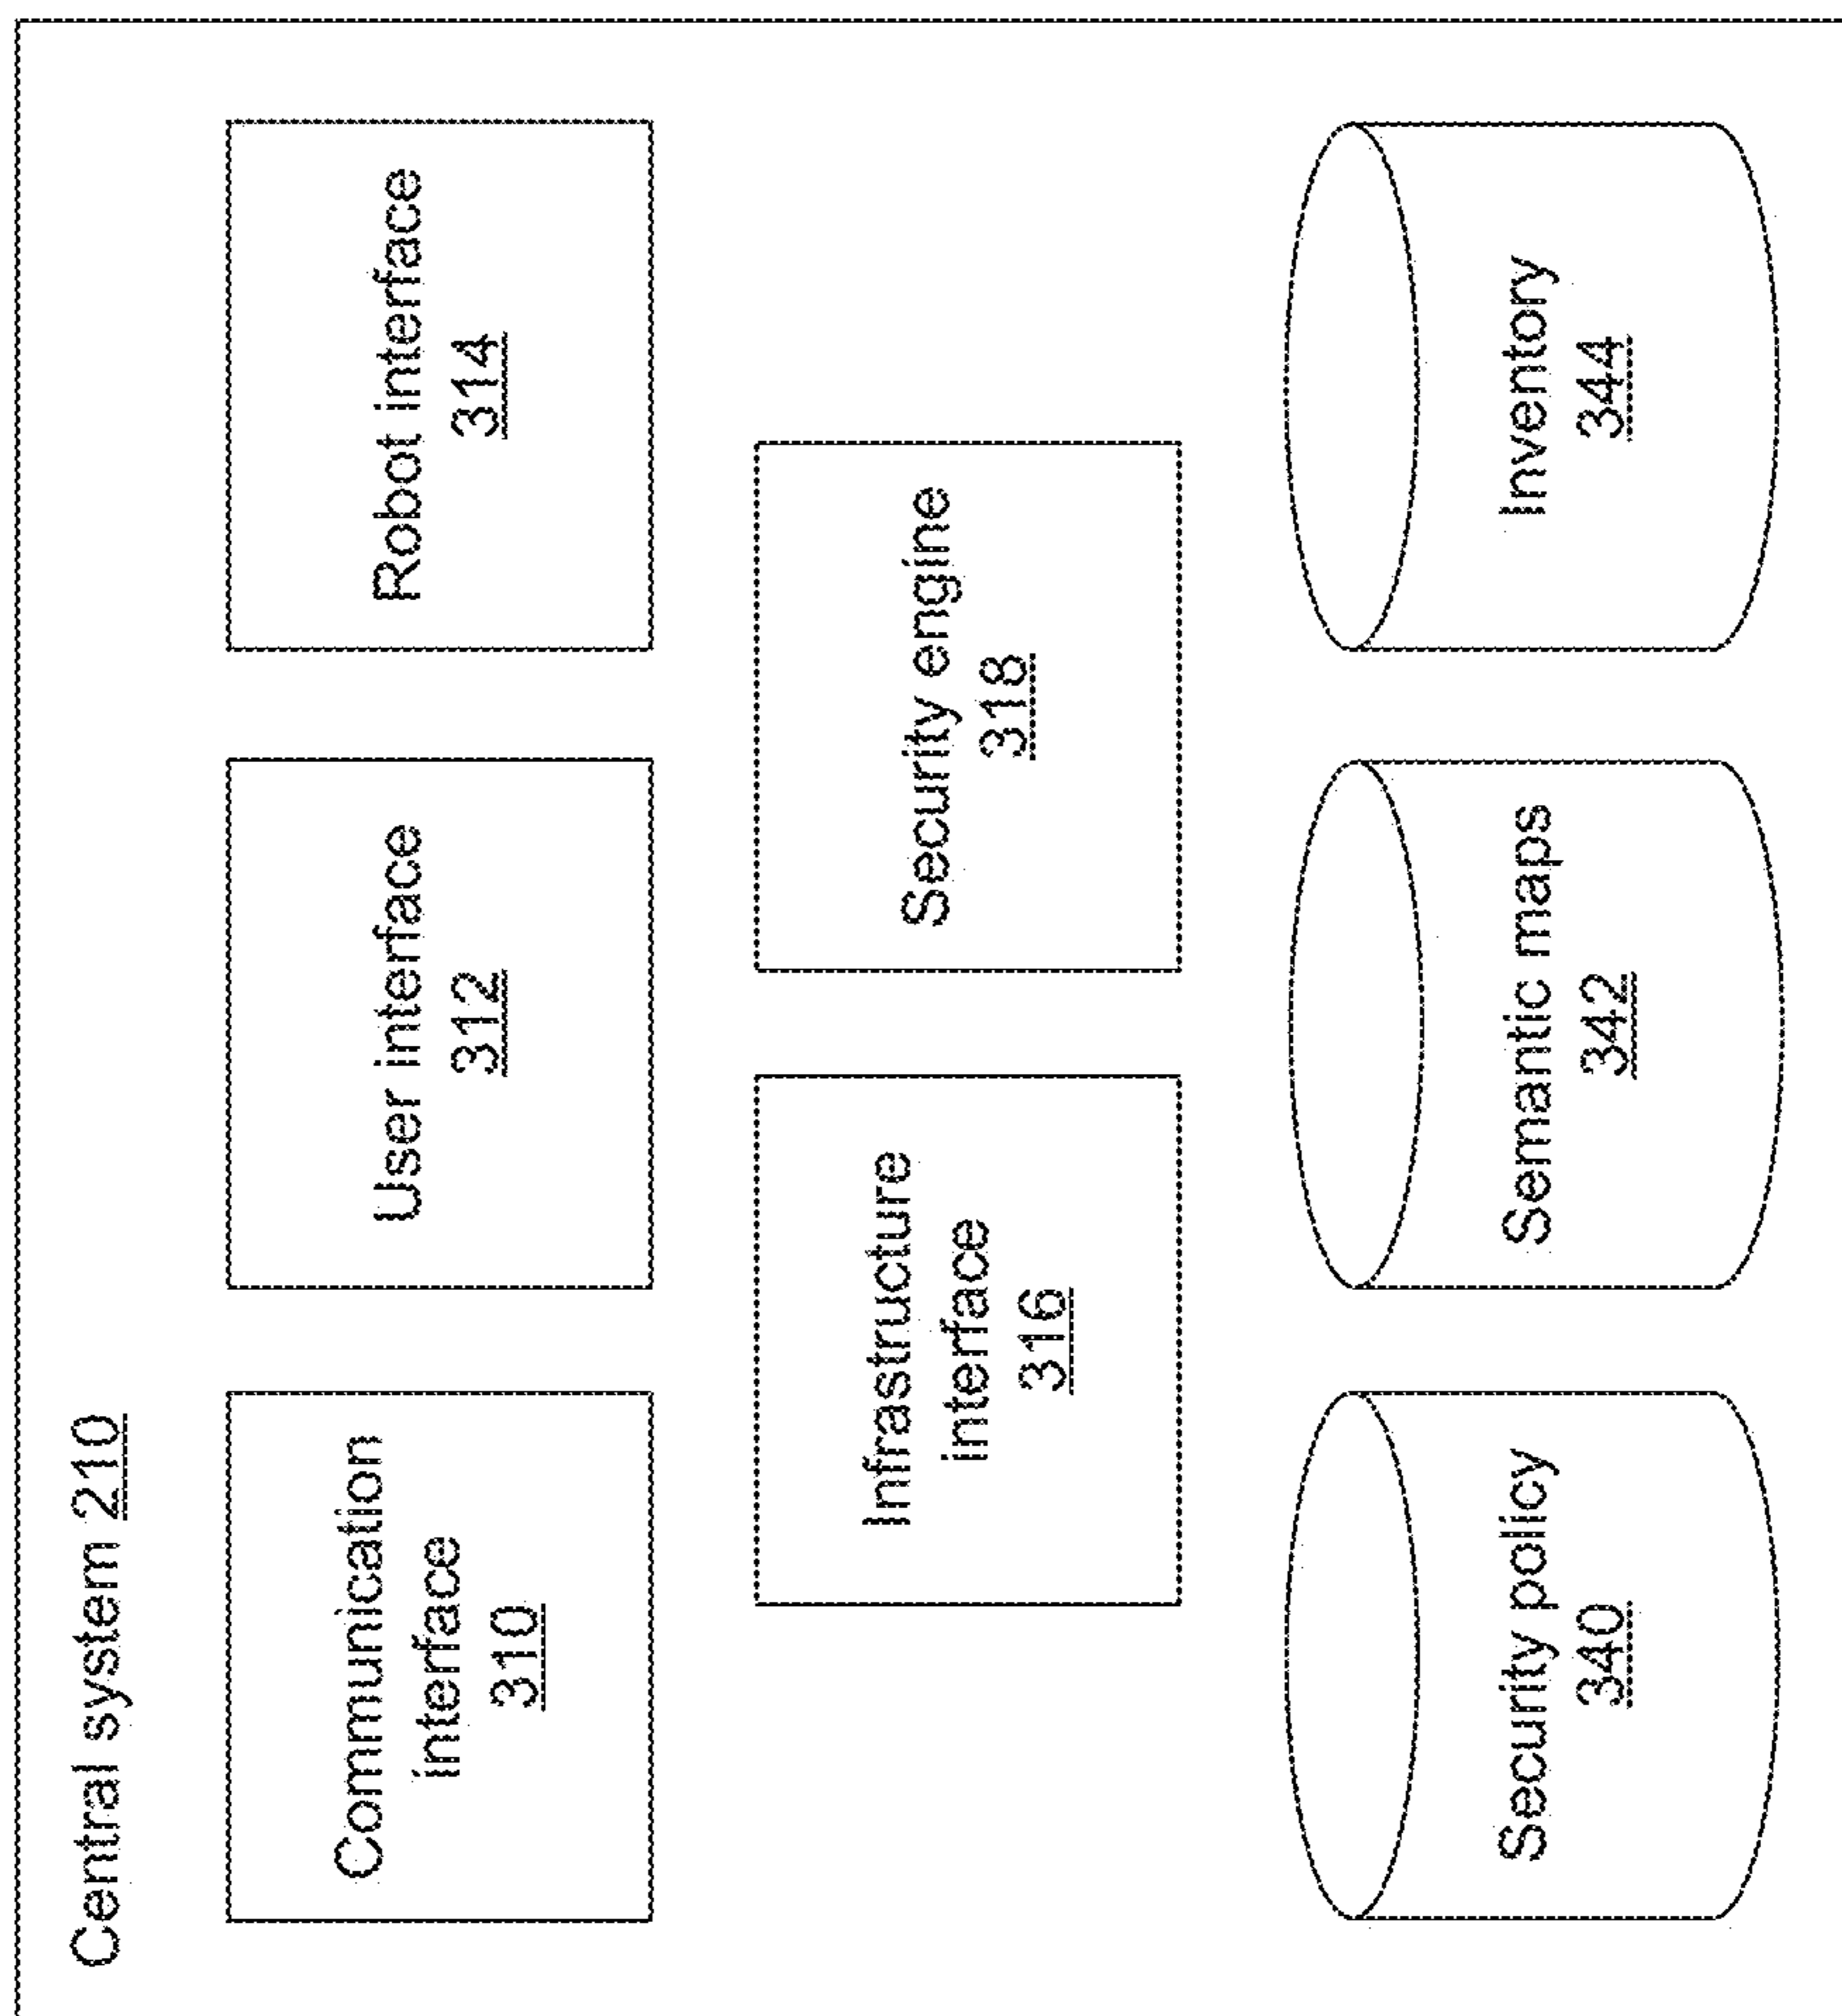 Central system 210
Communication
interface
310
User interface
312
Robot interface
314
Infrastructure
interface
316
Security engine
318
Security policy
340
Semantic maps
342
Inventory
344